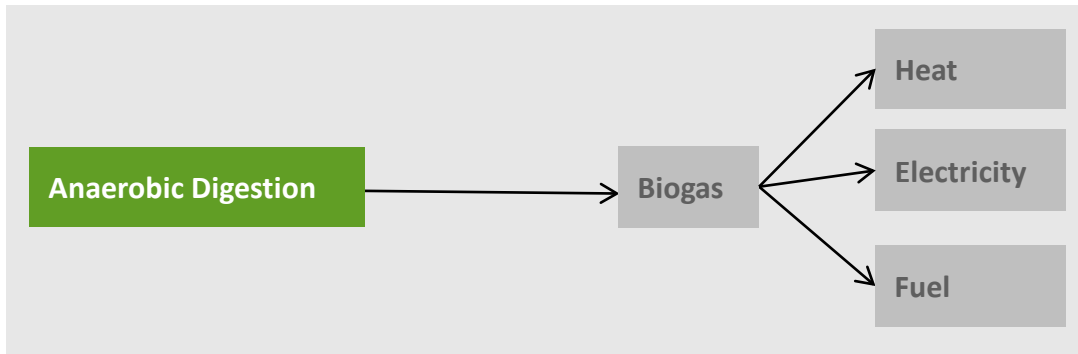 Anaerobic Digestion
Biogas
Heat
Electricity
Fuel